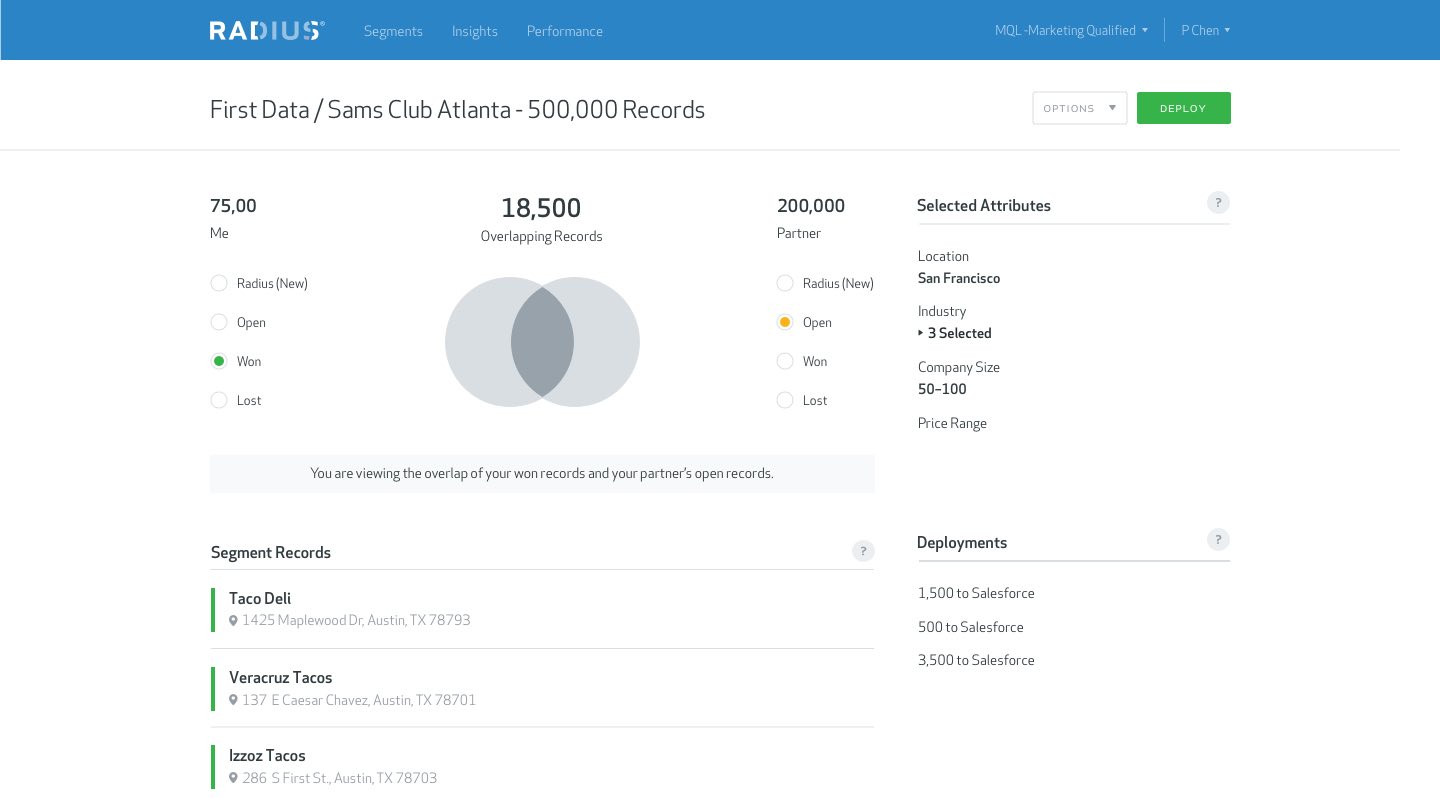 RADIUS®
Segments
Insights
Performance
MQL -Marketing Qualified
P Chen
First Data / Sams Club Atlanta - 500,000 Records
OPTIONS
DEPLOY
75,00
Me
Radius (New)
Open
Won
Lost
18,500
Overlapping Records
200,000
Partner
Radius (New)
Open
Won
Lost
You are viewing the overlap of your won records and your partner’s open records.
Segment Records
?
Taco Deli
1425 Maplewood Dr, Austin, TX 78793
Veracruz Tacos
137 E Caesar Chavez, Austin, TX 78701
Izzoz Tacos
286 S First St., Austin, TX 78703
Selected Attributes
?
Location
San Francisco
Industry
3 Selected
Company Size
50–100
Price Range
Deployments
?
1,500 to Salesforce
500 to Salesforce
3,500 to Salesforce